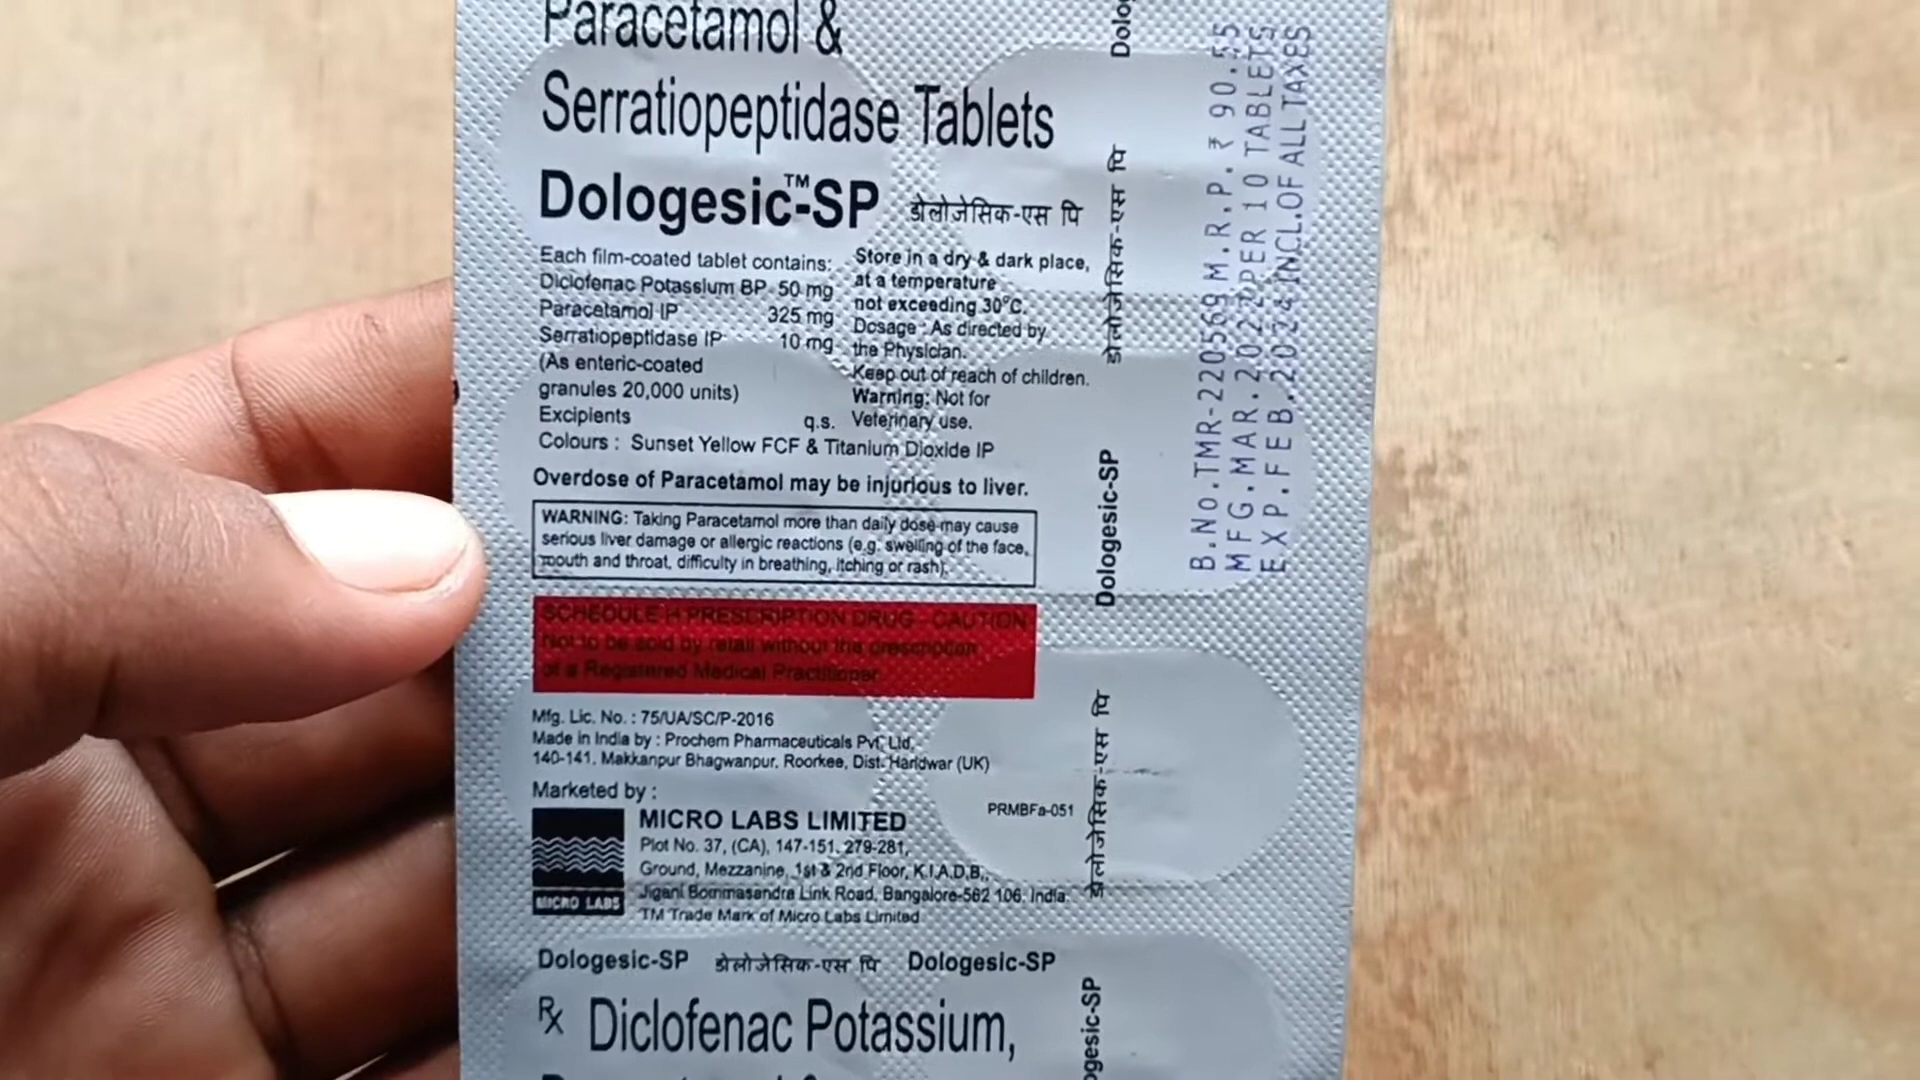 Paracetamol &
Serratiopeptidase Tablets
Dologesic™-SP डोलोजेसिक-एस पि
Each film-coated tablet contains:
Diclofenac Potassium BP 50 mg
Paracetamol IP 325 mg
Serratiopeptidase IP 10 mg
(As enteric-coated
granules 20,000 units)
Excipients q.s.
Colours : Sunset Yellow FCF & Titanium Dioxide IP
Store in a dry & dark place,
at a temperature
not exceeding 30°C.
Dosage : As directed by
the Physician.
Keep out of reach of children.
Warning: Not for
Veterinary use.
Overdose of Paracetamol may be injurious to liver.
WARNING: Taking Paracetamol more than daily dose may cause
serious liver damage or allergic reactions (e.g. swelling of the face,
mouth and throat, difficulty in breathing, itching or rash).
SCHEDULE H PRESCRIPTION DRUG - CAUTION
Not to be sold by retail without the prescription
of a Registered Medical Practitioner
Mfg. Lic. No. : 75/UA/SC/P-2016
Made in India by : Prochem Pharmaceuticals Pvt. Ltd.
140-141, Makkanpur Bhagwanpur, Roorkee, Dist. Haridwar (UK)
Marketed by :
MICRO LABS LIMITED
Plot No. 37, (CA), 147-151, 279-281,
Ground, Mezzanine, 1st & 2nd Floor, K.I.A.D.B.,
Jigani Bommasandra Link Road, Bangalore-562 106. India.
TM Trade Mark of Micro Labs Limited
MICRO LABS
PRMBFa-051
Dologesic-SP डोलोजेसिक-एस पि Dologesic-SP
Rx Diclofenac Potassium,
Dolo
डोलोजेसिक-एस पि
Dologesic-SP
डोलोजेसिक-एस पि
gesic-SP
B.No.TMR-220569 M.R.P. ₹ 90.55
MFG.MAR.2022 PER 10 TABLETS
EXP.FEB.2024 INCL.OF ALL TAXES